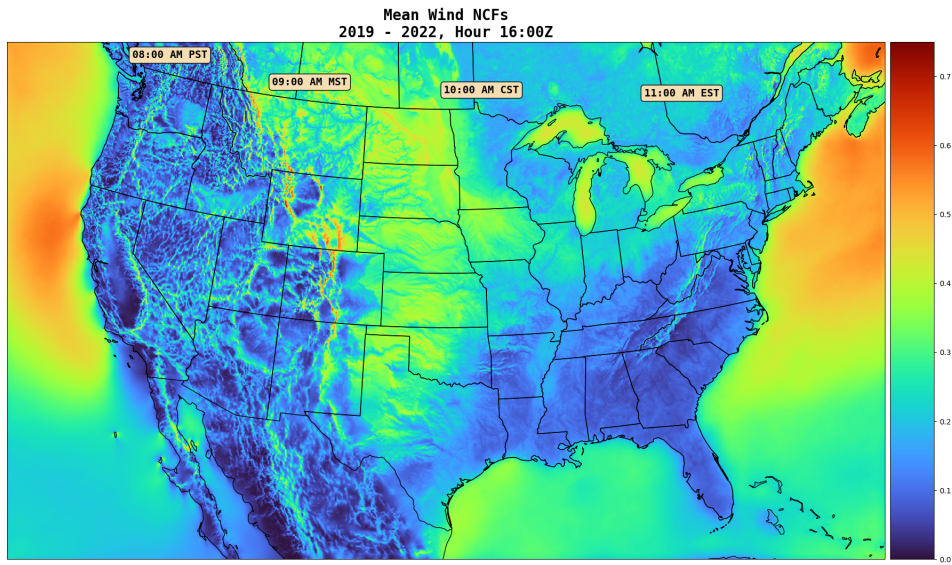 Mean Wind NCFs
2019 - 2022, Hour 16:00Z
08:00 AM PST
09:00 AM MST
10:00 AM CST
11:00 AM EST
0.7
0.6
0.5
0.4
0.3
0.2
0.1
0.0